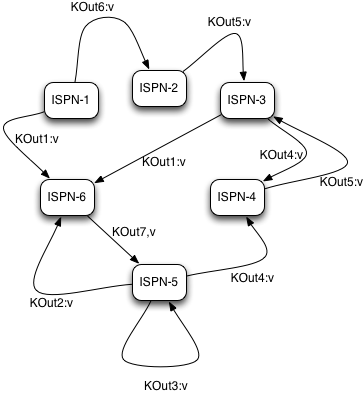 KOut6:v
KOut5:v
ISPN-1
ISPN-2
ISPN-3
KOut1:v
KOut1:v
KOut4:v
KOut5:v
ISPN-6
ISPN-4
KOut7,v
ISPN-5
KOut2:v
KOut4:v
KOut3:v